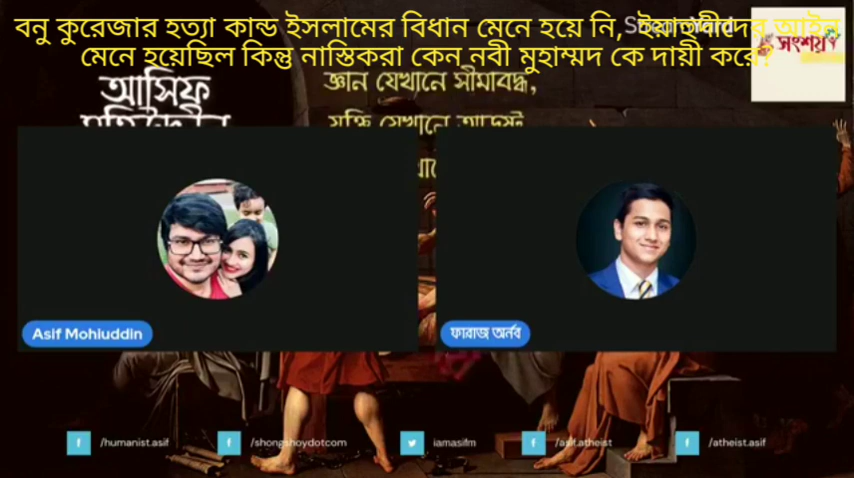 বনু কুরেজার হত্যা কান্ড ইসলামের বিধান মেনে হয়ে নি, ইয়াহুদীদের আইন
মেনে হয়েছিল কিন্তু নাস্তিকরা কেন নবী মুহাম্মদ কে দায়ী করে?
সংশয়
আসিফ
জ্ঞান যেখানে সীমাবদ্ধ,
যেখানে
Asif Mohiuddin
ফারাজ অর্নব
/humanist.asif
/shongshoydotcom
iamasifm
/asif.atheist
/atheist.asif